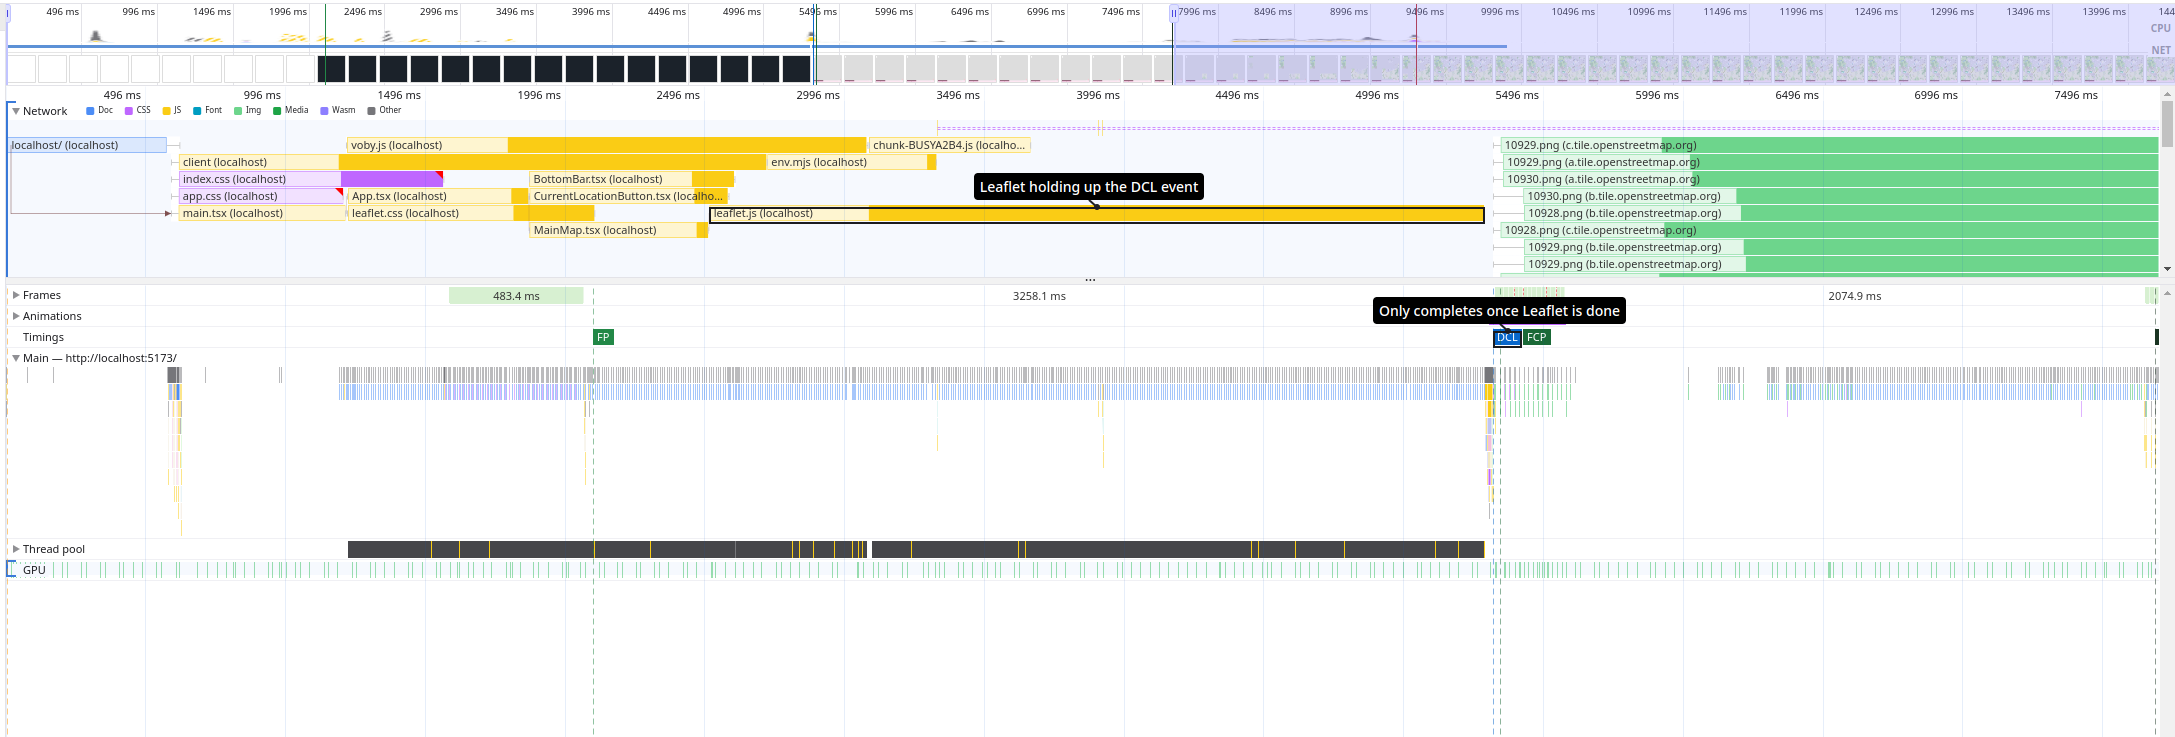 496 ms 996 ms 1496 ms 1996 ms 2496 ms 2996 ms 3496 ms 3996 ms 4496 ms 4996 ms 5496 ms 5996 ms 6496 ms 6996 ms 7496 ms 7996 ms 8496 ms 8996 ms 9496 ms 9996 ms 10496 ms 10996 ms 11496 ms 11996 ms 12496 ms 12996 ms 13496 ms 13996 ms 144
CPU
NET
496 ms 996 ms 1496 ms 1996 ms 2496 ms 2996 ms 3496 ms 3996 ms 4496 ms 4996 ms 5496 ms 5996 ms 6496 ms 6996 ms 7496 ms
Network Doc CSS JS Font Img Media Wasm Other
localhost/ (localhost) voby.js (localhost) chunk-BUSYA2B4.js (localho... 10929.png (c.tile.openstreetmap.org)
client (localhost) env.mjs (localhost) 10929.png (a.tile.openstreetmap.org)
index.css (localhost) BottomBar.tsx (localhost) 10930.png (a.tile.openstreetmap.org)
Leaflet holding up the DCL event
app.css (localhost) App.tsx (localhost) CurrentLocationButton.tsx (localho... 10930.png (b.tile.openstreetmap.org)
main.tsx (localhost) leaflet.css (localhost) leaflet.js (localhost) 10928.png (b.tile.openstreetmap.org)
MainMap.tsx (localhost) 10928.png (c.tile.openstreetmap.org)
10929.png (b.tile.openstreetmap.org)
10929.png (b.tile.openstreetmap.org)
...
Frames 483.4 ms 3258.1 ms 2074.9 ms
Only completes once Leaflet is done
Animations
Timings FP DCL FCP
Main — http://localhost:5173/
Thread pool
GPU